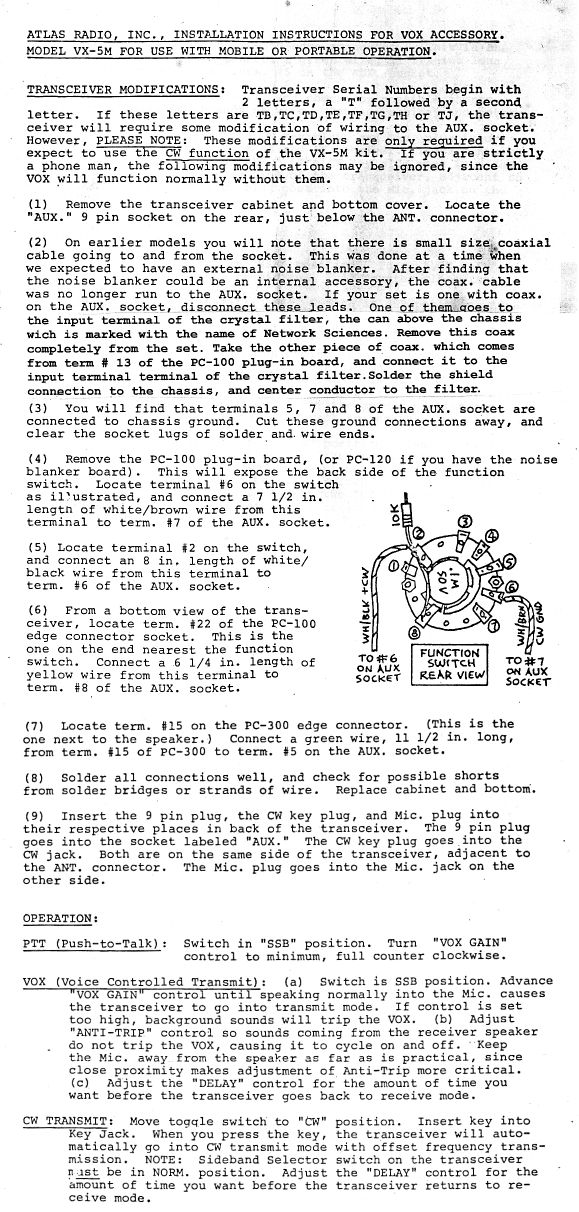 ATLAS RADIO, INC., INSTALLATION INSTRUCTIONS FOR VOX ACCESSORY.
MODEL VX-5M FOR USE WITH MOBILE OR PORTABLE OPERATION.
TRANSCEIVER MODIFICATIONS: Transceiver Serial Numbers begin with
2 letters, a "T" followed by a second
letter. If these letters are TB,TC,TD,TE,TF,TG,TH or TJ, the trans-
ceiver will require some modification of wiring to the AUX. socket.
However, PLEASE NOTE: These modifications are only required if you
expect to use the CW function of the VX-5M kit. If you are strictly
a phone man, the following modifications may be ignored, since the
VOX will function normally without them.
(1) Remove the transceiver cabinet and bottom cover. Locate the
"AUX." 9 pin socket on the rear, just below the ANT. connector.
(2) On earlier models you will note that there is small size coaxial
cable going to and from the socket. This was done at a time when
we expected to have an external noise blanker. After finding that
the noise blanker could be an internal accessory, the coax. cable
was no longer run to the AUX. socket. If your set is one with coax.
on the AUX. socket, disconnect these leads. One of them goes to
the input terminal of the crystal filter, the can above the chassis
wich is marked with the name of Network Sciences. Remove this coax
completely from the set. Take the other piece of coax. which comes
from term # 13 of the PC-100 plug-in board, and connect it to the
input terminal terminal of the crystal filter.Solder the shield
connection to the chassis, and center conductor to the filter.
(3) You will find that terminals 5, 7 and 8 of the AUX. socket are
connected to chassis ground. Cut these ground connections away, and
clear the socket lugs of solder and wire ends.
(4) Remove the PC-100 plug-in board, (or PC-120 if you have the noise
blanker board). This will expose the back side of the function
switch. Locate terminal #6 on the switch
as illustrated, and connect a 7 1/2 in.
length of white/brown wire from this
terminal to term. #7 of the AUX. socket.
(5) Locate terminal #2 on the switch,
and connect an 8 in. length of white/
black wire from this terminal to
term. #6 of the AUX. socket.
(6) From a bottom view of the trans-
ceiver, locate term. #22 of the PC-100
edge connector socket. This is the
one on the end nearest the function
switch. Connect a 6 1/4 in. length of
yellow wire from this terminal to
term. #8 of the AUX. socket.
10K
1
2
3
4
5
6
7
8
I.M.
50V
WH/BLK +CW
WH/BRN
CW GND
TO #6
ON AUX
SOCKET
FUNCTION
SWITCH
REAR VIEW
TO #7
ON AUX
SOCKET
(7) Locate term. #15 on the PC-300 edge connector. (This is the
one next to the speaker.) Connect a green wire, 11 1/2 in. long,
from term. #15 of PC-300 to term. #5 on the AUX. socket.
(8) Solder all connections well, and check for possible shorts
from solder bridges or strands of wire. Replace cabinet and bottom.
(9) Insert the 9 pin plug, the CW key plug, and Mic. plug into
their respective places in back of the transceiver. The 9 pin plug
goes into the socket labeled "AUX." The CW key plug goes into the
CW jack. Both are on the same side of the transceiver, adjacent to
the ANT. connector. The Mic. plug goes into the Mic. jack on the
other side.
OPERATION:
PTT (Push-to-Talk): Switch in "SSB" position. Turn "VOX GAIN"
control to minimum, full counter clockwise.
VOX (Voice Controlled Transmit): (a) Switch is SSB position. Advance
"VOX GAIN" control until speaking normally into the Mic. causes
the transceiver to go into transmit mode. If control is set
too high, background sounds will trip the VOX. (b) Adjust
"ANTI-TRIP" control so sounds coming from the receiver speaker
do not trip the VOX, causing it to cycle on and off. Keep
the Mic. away from the speaker as far as is practical, since
close proximity makes adjustment of Anti-Trip more critical.
(c) Adjust the "DELAY" control for the amount of time you
want before the transceiver goes back to receive mode.
CW TRANSMIT: Move toggle switch to "CW" position. Insert key into
Key Jack. When you press the key, the transceiver will auto-
matically go into CW transmit mode with offset frequency trans-
mission. NOTE: Sideband Selector switch on the transceiver
must be in NORM. position. Adjust the "DELAY" control for the
amount of time you want before the transceiver returns to re-
ceive mode.